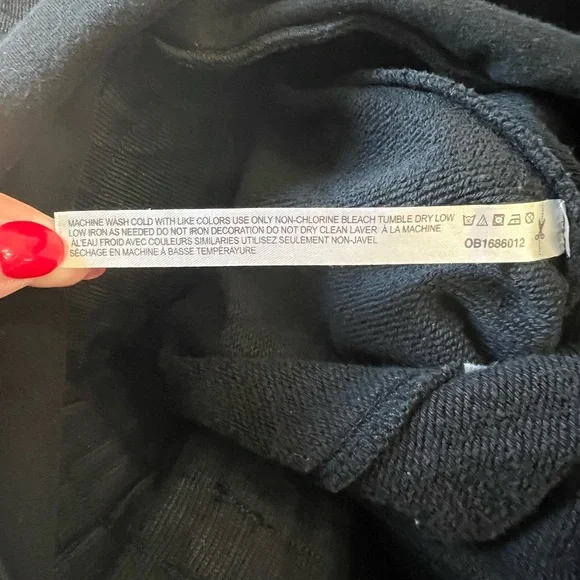 MACHINE WASH COLD WITH LIKE COLORS USE ONLY NON-CHLORINE BLEACH TUMBLE DRY LOW
LOW IRON AS NEEDED DO NOT IRON DECORATION DO NOT DRY CLEAN LAVER À LA MACHINE
ÀL'EAU FROID AVEC COULEURS SIMILARIES UTILISEZ SEULEMENT NON-JAVEL
SÉCHAGE EN MACHINE À BASSE TEMPÉRAYURE
OB1686012